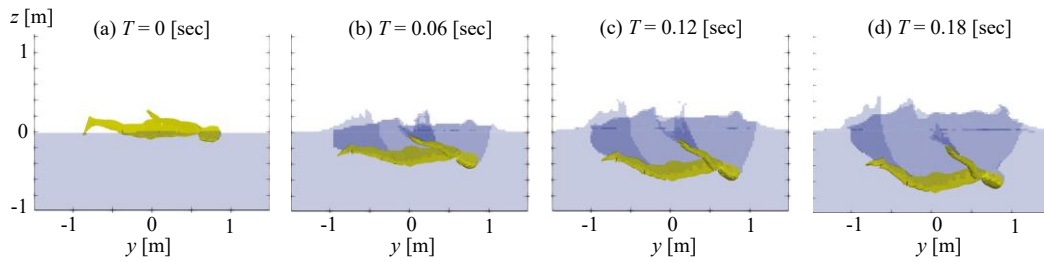 z [m]
(a) T = 0 [sec]
(b) T = 0.06 [sec]
(c) T = 0.12 [sec]
(d) T = 0.18 [sec]
1
0
-1
-1 0 1
-1 0 1
-1 0 1
-1 0 1
y [m]
y [m]
y [m]
y [m]